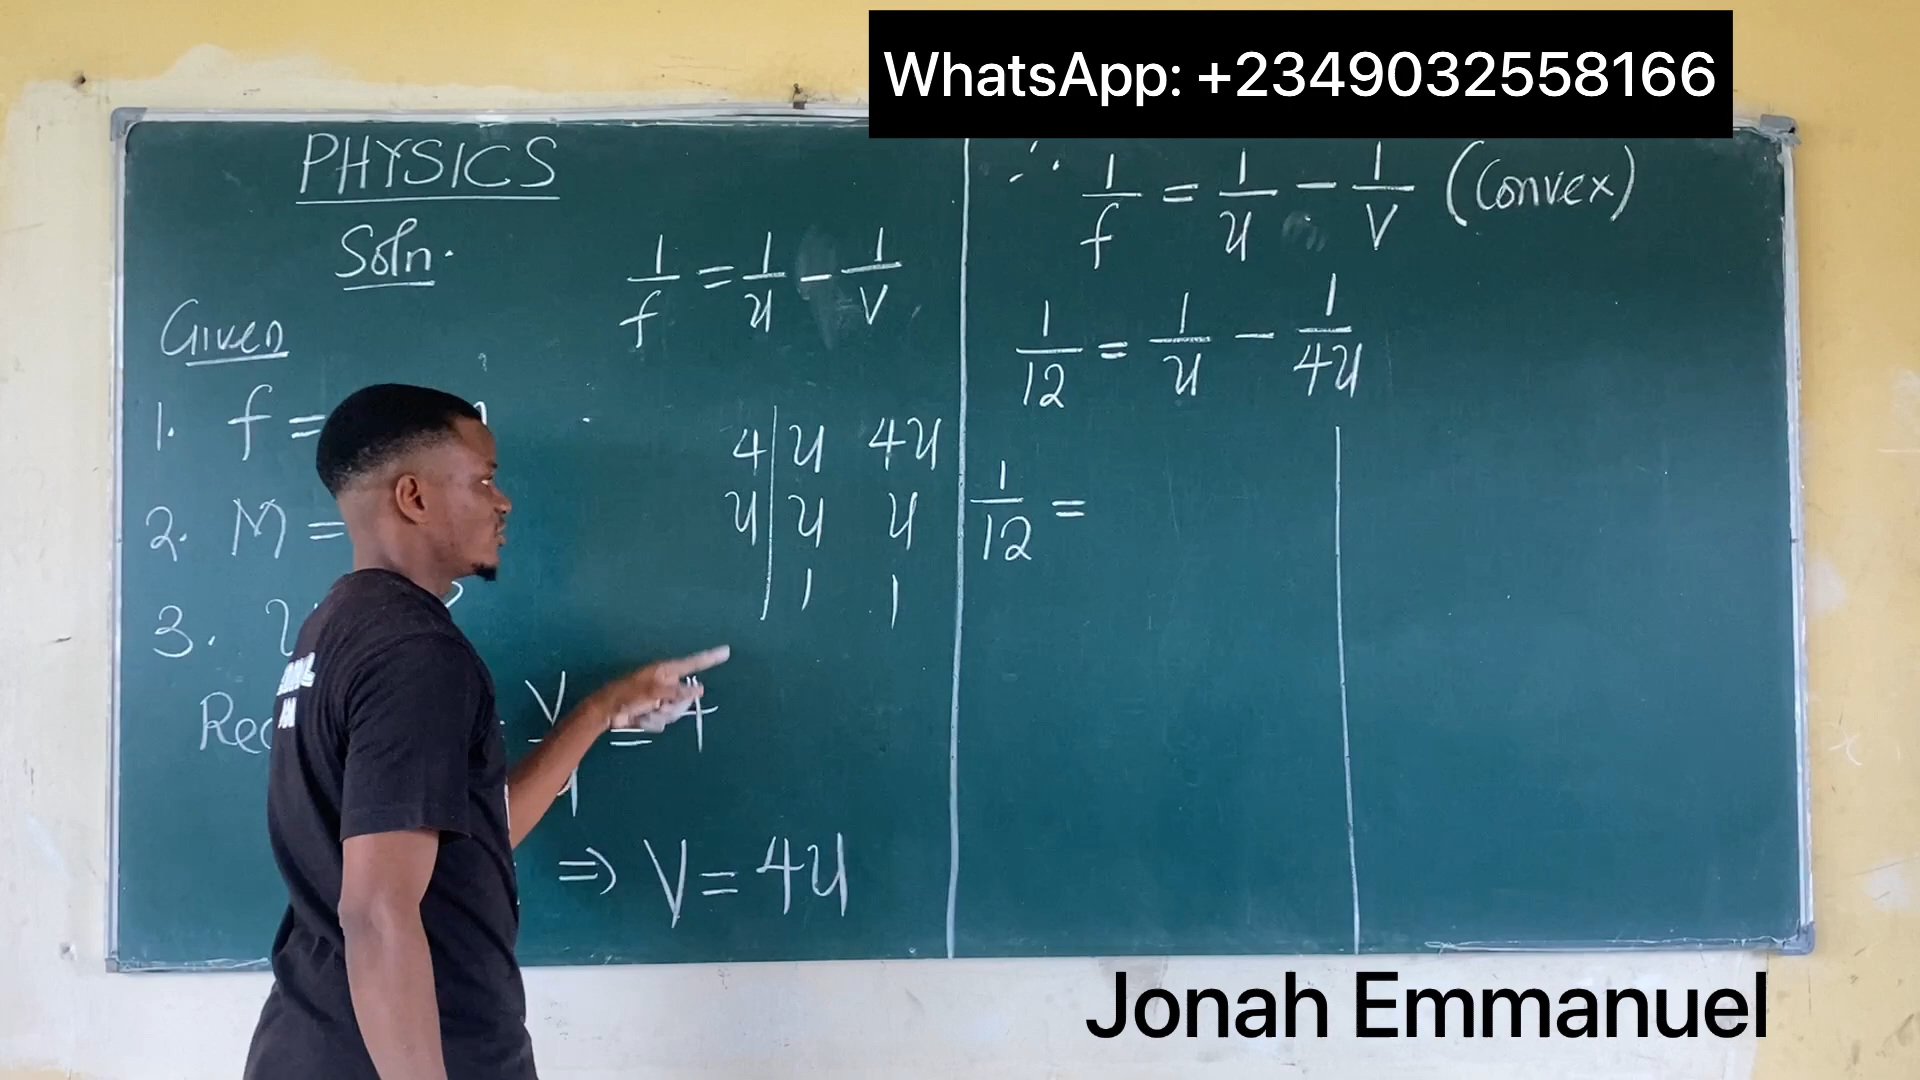 WhatsApp: +2349032558166
PHYSICS
Soln.
Given
1. f =
2. M =
3.
1/f = 1/u - 1/v
4 | u 4u
u | u u
1 1
v/u = 4
⇒ V = 4u
∴ 1/f = 1/u - 1/v (Convex)
1/12 = 1/u - 1/4u
1/12 =
Jonah Emmanuel